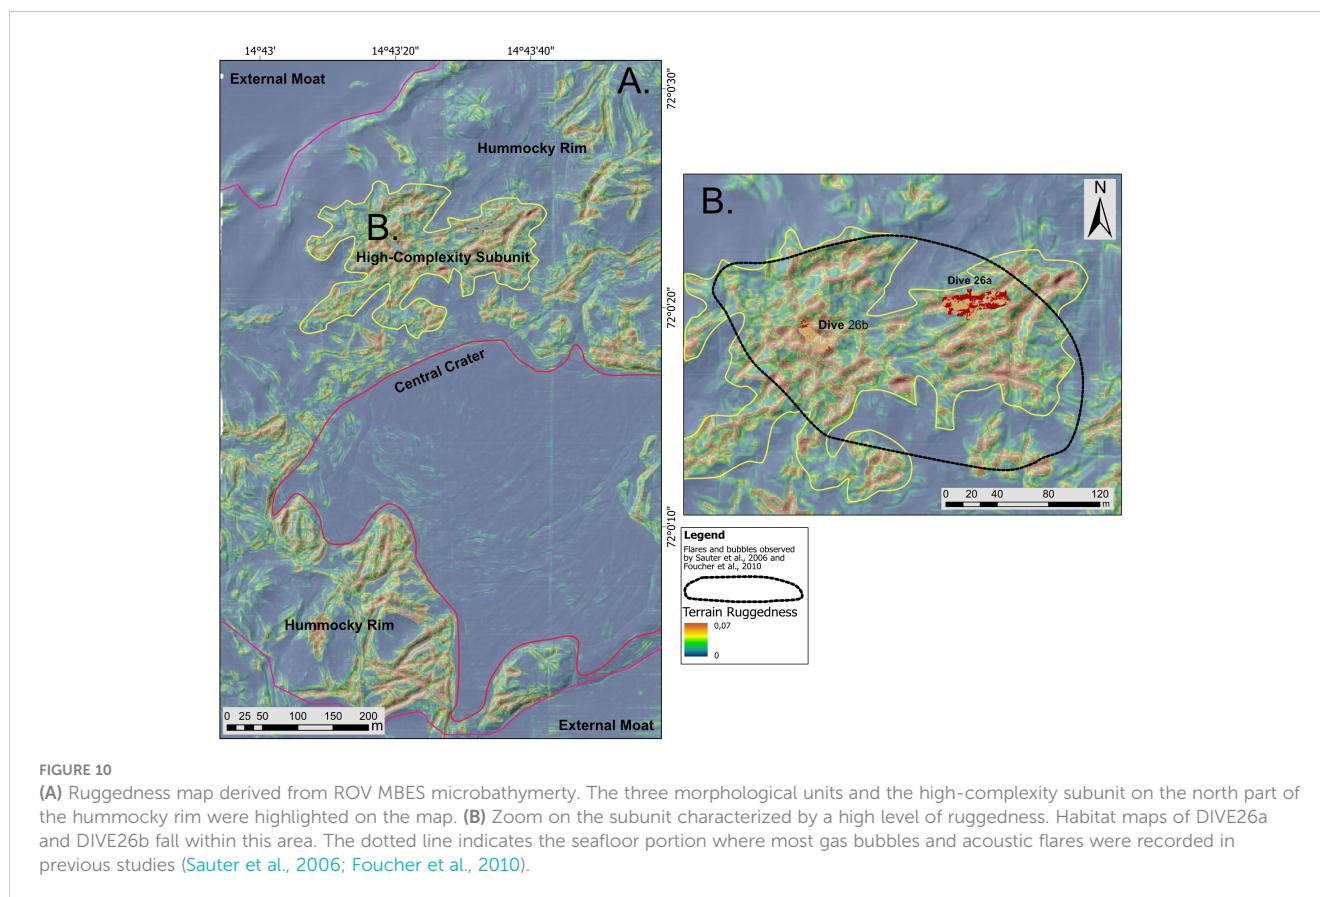 14°43'
14°43'20"
14°43'40"
External Moat
A.
72°0'30"
Hummocky Rim
B.
High-Complexity Subunit
72°0'20"
Central Crater
72°0'10"
Hummocky Rim
External Moat
0 25 50 100 150 200
m
B.
N
Dive 26a
Dive 26b
0 20 40 80 120
m
Legend
Flares and bubbles observed
by Sauter et al., 2006 and
Foucher et al., 2010
Terrain Ruggedness
0,07
0
FIGURE 10
(A) Ruggedness map derived from ROV MBES microbathymerty. The three morphological units and the high-complexity subunit on the north part of
the hummocky rim were highlighted on the map. (B) Zoom on the subunit characterized by a high level of ruggedness. Habitat maps of DIVE26a
and DIVE26b fall within this area. The dotted line indicates the seafloor portion where most gas bubbles and acoustic flares were recorded in
previous studies (Sauter et al., 2006; Foucher et al., 2010).